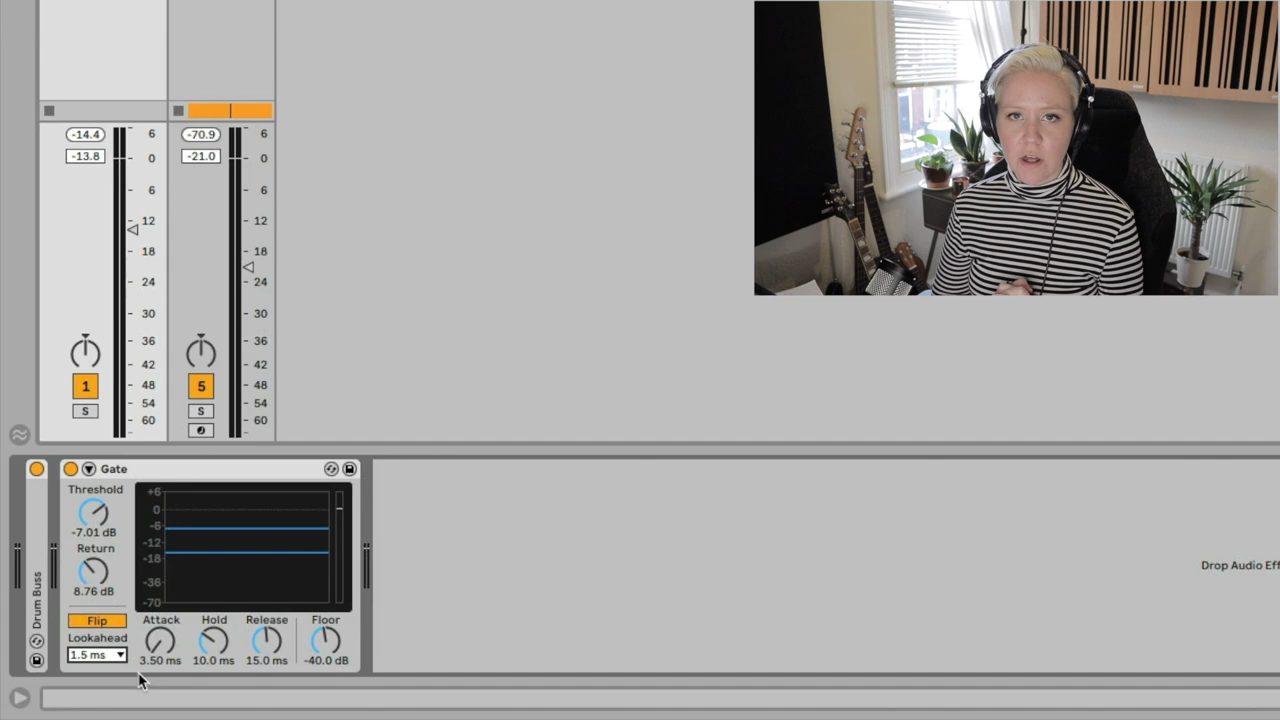 -14.4
6
-70.9
6
-13.8
0
-21.0
0
6
6
12
12
18
18
24
24
30
30
36
36
42
42
1
48
5
48
S
54
S
54
60
60
Gate
Threshold
-7.01 dB
Return
8.76 dB
Flip
Lookahead
1.5 ms
+6
0
-6
-12
-18
-36
-70
Attack
Hold
Release
Floor
3.50 ms
10.0 ms
15.0 ms
-40.0 dB
Drum Buss
Drop Audio Eff